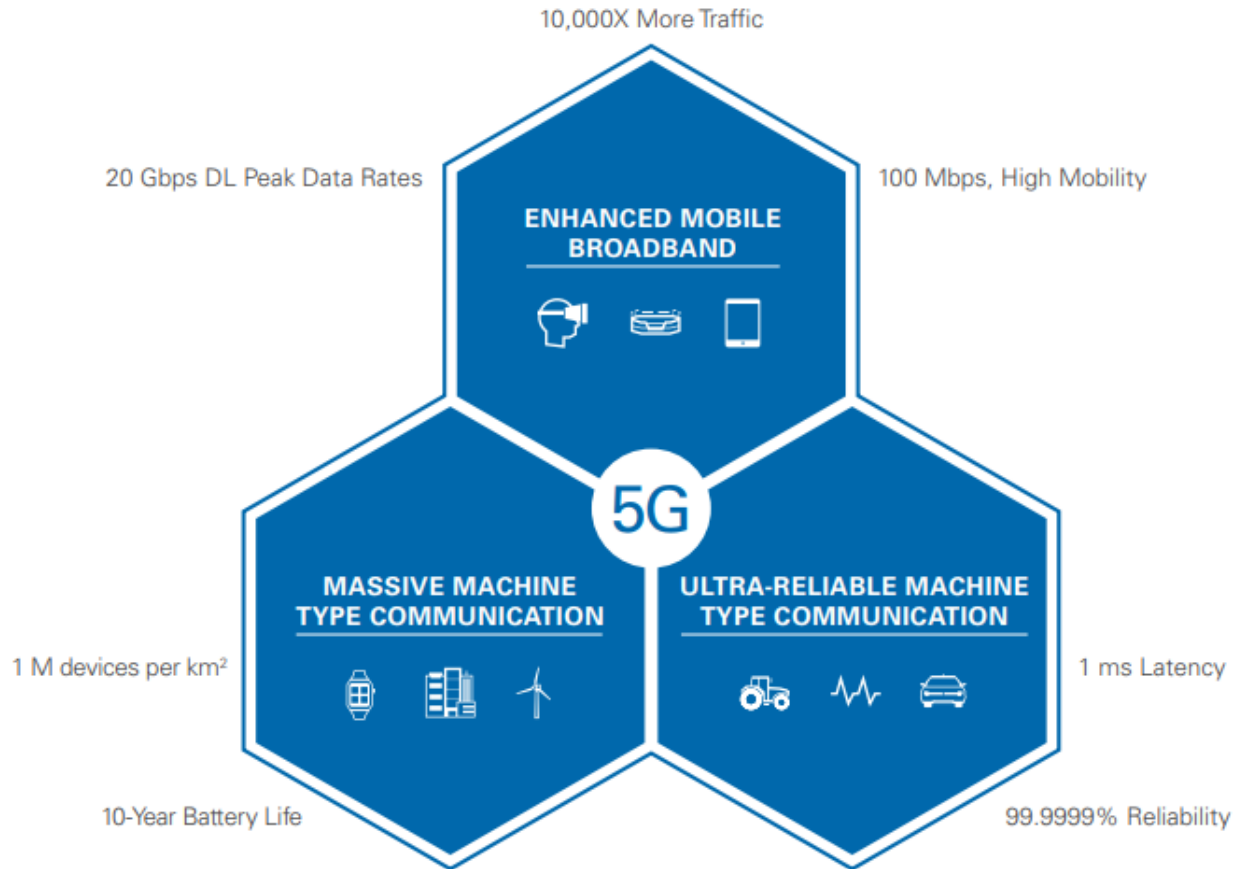 10,000X More Traffic
20 Gbps DL Peak Data Rates
100 Mbps, High Mobility
ENHANCED MOBILE
BROADBAND
5G
MASSIVE MACHINE
TYPE COMMUNICATION
ULTRA-RELIABLE MACHINE
TYPE COMMUNICATION
1 M devices per km²
1 ms Latency
10-Year Battery Life
99.9999% Reliability